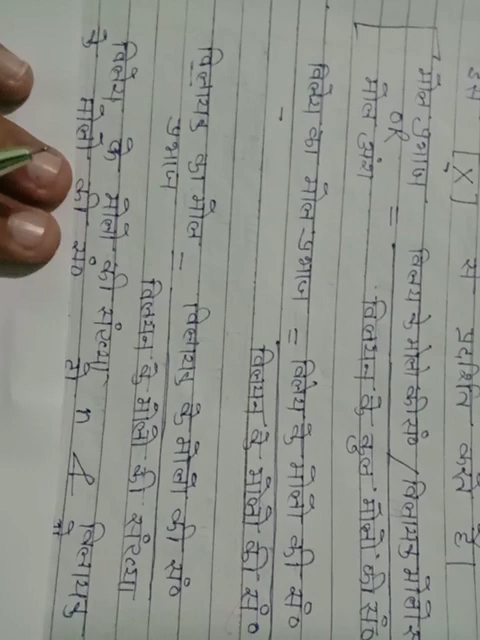 इसे [X] से प्रदर्शित करते है।
मोल प्रभाज = विलेय के मोलो की सं० / विलायक मोलो
OR
मोल अंश विलयन के कुल मोलो की सं०
विलेय का मोल प्रभाज = विलेय के मोलो की सं०
विलयन के मोलो की सं०
विलायक का मोल = विलायक के मोलो की सं०
प्रभाज विलयन के मोलो की संख्या
विलेय के मोलो की संख्या n & विलायक
के मोलो की सं०